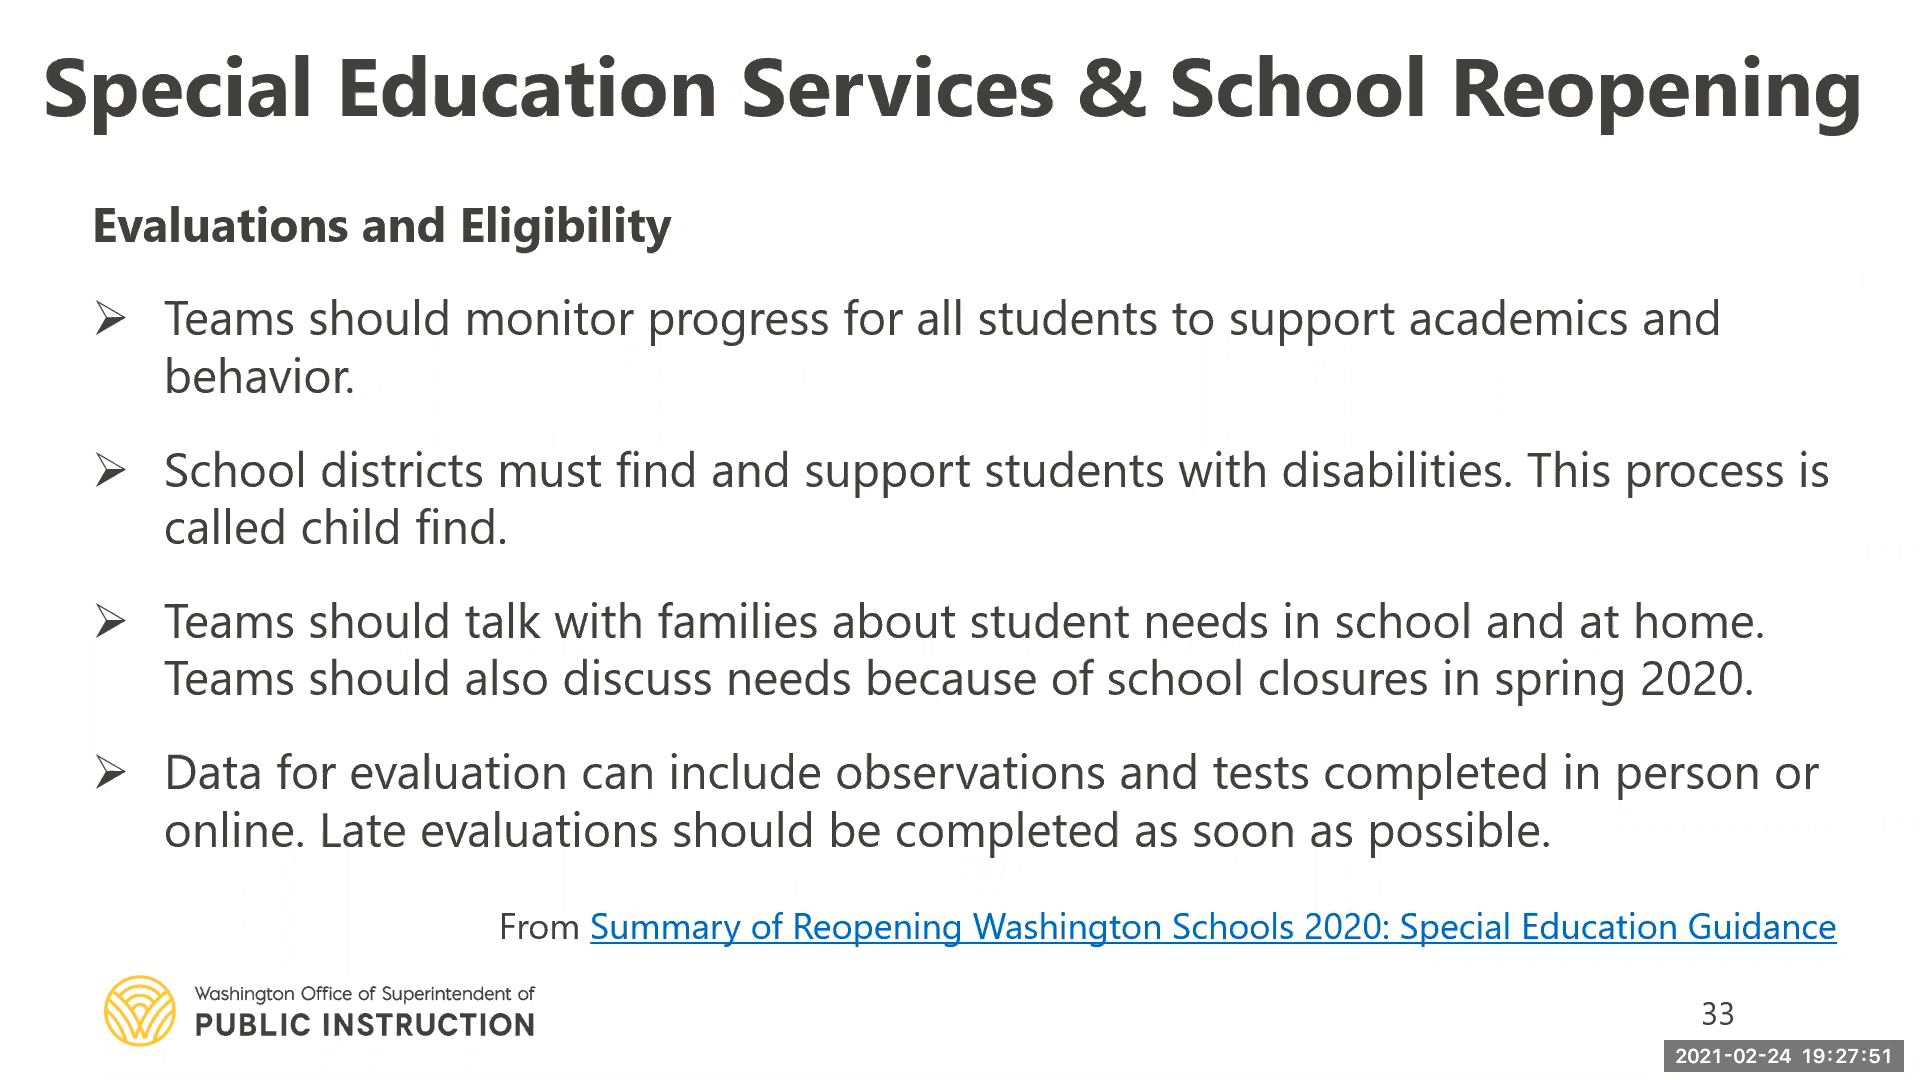 Special Education Services & School Reopening
Evaluations and Eligibility
➢ Teams should monitor progress for all students to support academics and
behavior.
➢ School districts must find and support students with disabilities. This process is
called child find.
➢ Teams should talk with families about student needs in school and at home.
Teams should also discuss needs because of school closures in spring 2020.
➢ Data for evaluation can include observations and tests completed in person or
online. Late evaluations should be completed as soon as possible.
From Summary of Reopening Washington Schools 2020: Special Education Guidance
Washington Office of Superintendent of
PUBLIC INSTRUCTION
33
2021-02-24 19:27:51